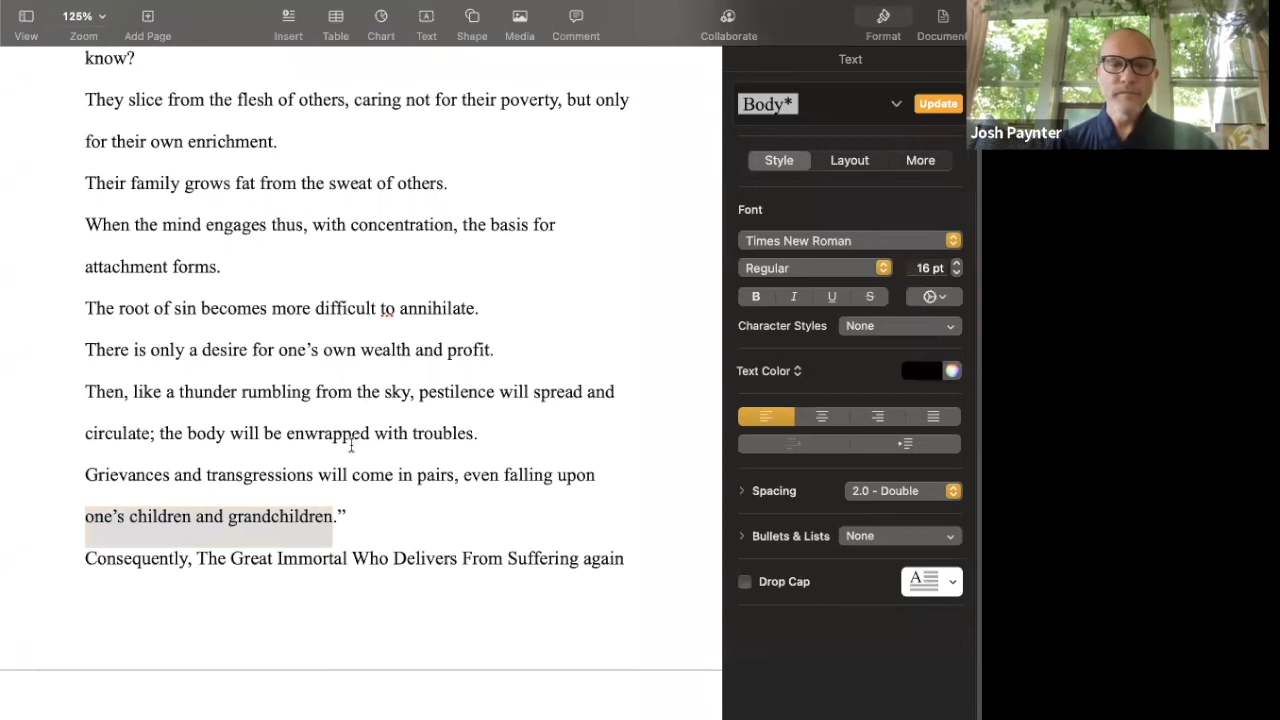 125%
View
Zoom
Add Page
Insert
Table
Chart
Text
Shape
Media
Comment
Collaborate
Format
Documen
know?
They slice from the flesh of others, caring not for their poverty, but only
for their own enrichment.
Their family grows fat from the sweat of others.
When the mind engages thus, with concentration, the basis for
attachment forms.
The root of sin becomes more difficult to annihilate.
There is only a desire for one’s own wealth and profit.
Then, like a thunder rumbling from the sky, pestilence will spread and
circulate; the body will be enwrapped with troubles.
Grievances and transgressions will come in pairs, even falling upon
one’s children and grandchildren.”
Consequently, The Great Immortal Who Delivers From Suffering again
Text
Body*
Update
Style
Layout
More
Font
Times New Roman
Regular
16 pt
B I U S
Character Styles
None
Text Color
Spacing
2.0 - Double
Bullets & Lists
None
Drop Cap
A
Josh Paynter